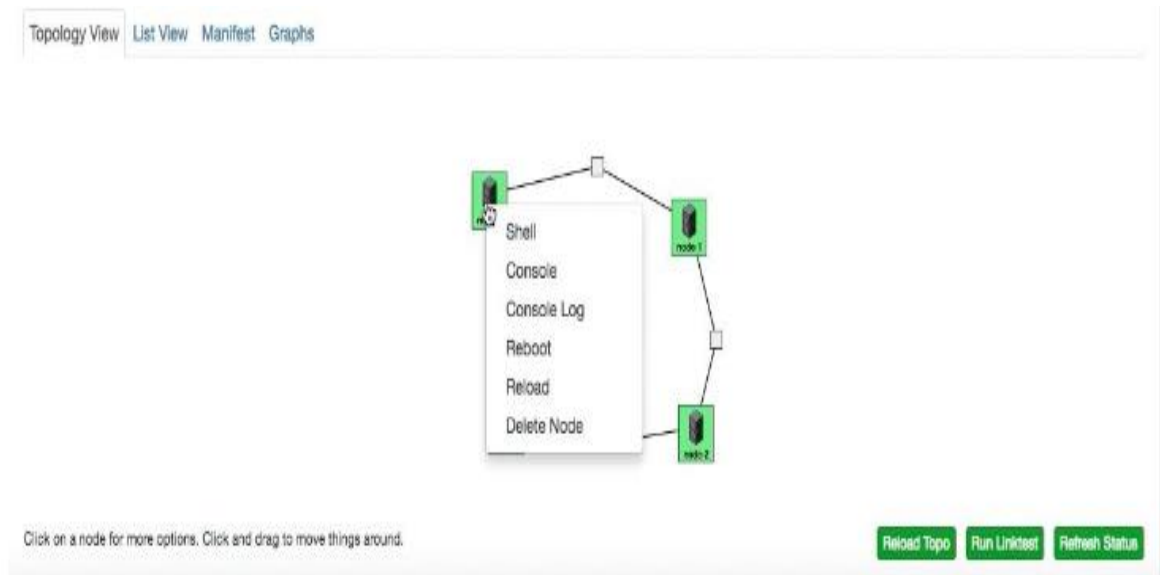 Topology View List View Manifest Graphs
node 1
Shell
Console
Console Log
Reboot
Reload
Delete Node
node 2
Click on a node for more options. Click and drag to move things around.
Reload Topo Run Linktest Refresh Status